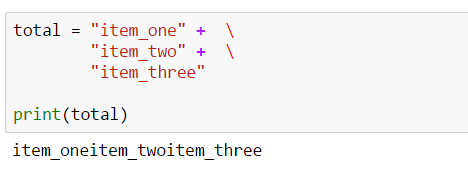 total = "item_one" +  \
        "item_two" +  \
        "item_three"
print(total)
item_oneitem_twoitem_three